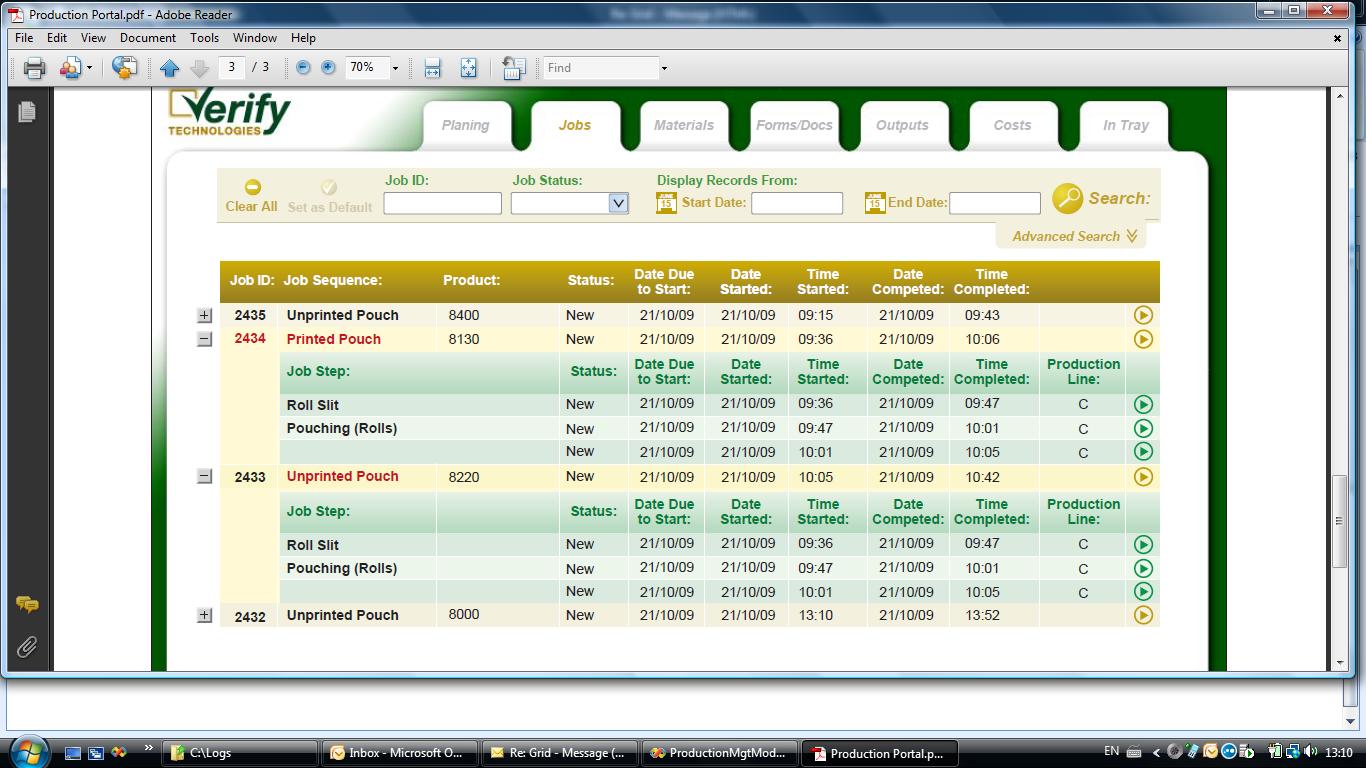 Production Portal.pdf - Adobe Reader
File Edit View Document Tools Window Help
3 / 3 70% Find
Verify
TECHNOLOGIES
Planing Jobs Materials Forms/Docs Outputs Costs In Tray
Job ID: Job Status: Display Records From:
Clear All Set as Default JUNE 15 Start Date: JUNE 15 End Date: Search:
Advanced Search
Job ID: Job Sequence: Product: Status: Date Due to Start: Date Started: Time Started: Date Competed: Time Completed:
2435 Unprinted Pouch 8400 New 21/10/09 21/10/09 09:15 21/10/09 09:43
2434 Printed Pouch 8130 New 21/10/09 21/10/09 09:36 21/10/09 10:06
Job Step: Status: Date Due to Start: Date Started: Time Started: Date Competed: Time Completed: Production Line:
Roll Slit New 21/10/09 21/10/09 09:36 21/10/09 09:47 C
Pouching (Rolls) New 21/10/09 21/10/09 09:47 21/10/09 10:01 C
New 21/10/09 21/10/09 10:01 21/10/09 10:05 C
2433 Unprinted Pouch 8220 New 21/10/09 21/10/09 10:05 21/10/09 10:42
Job Step: Status: Date Due to Start: Date Started: Time Started: Date Competed: Time Completed: Production Line:
Roll Slit New 21/10/09 21/10/09 09:36 21/10/09 09:47 C
Pouching (Rolls) New 21/10/09 21/10/09 09:47 21/10/09 10:01 C
New 21/10/09 21/10/09 10:01 21/10/09 10:05 C
2432 Unprinted Pouch 8000 New 21/10/09 21/10/09 13:10 21/10/09 13:52
C:\Logs Inbox - Microsoft O... Re: Grid - Message (... ProductionMgtMod... Production Portal.p... EN 13:10